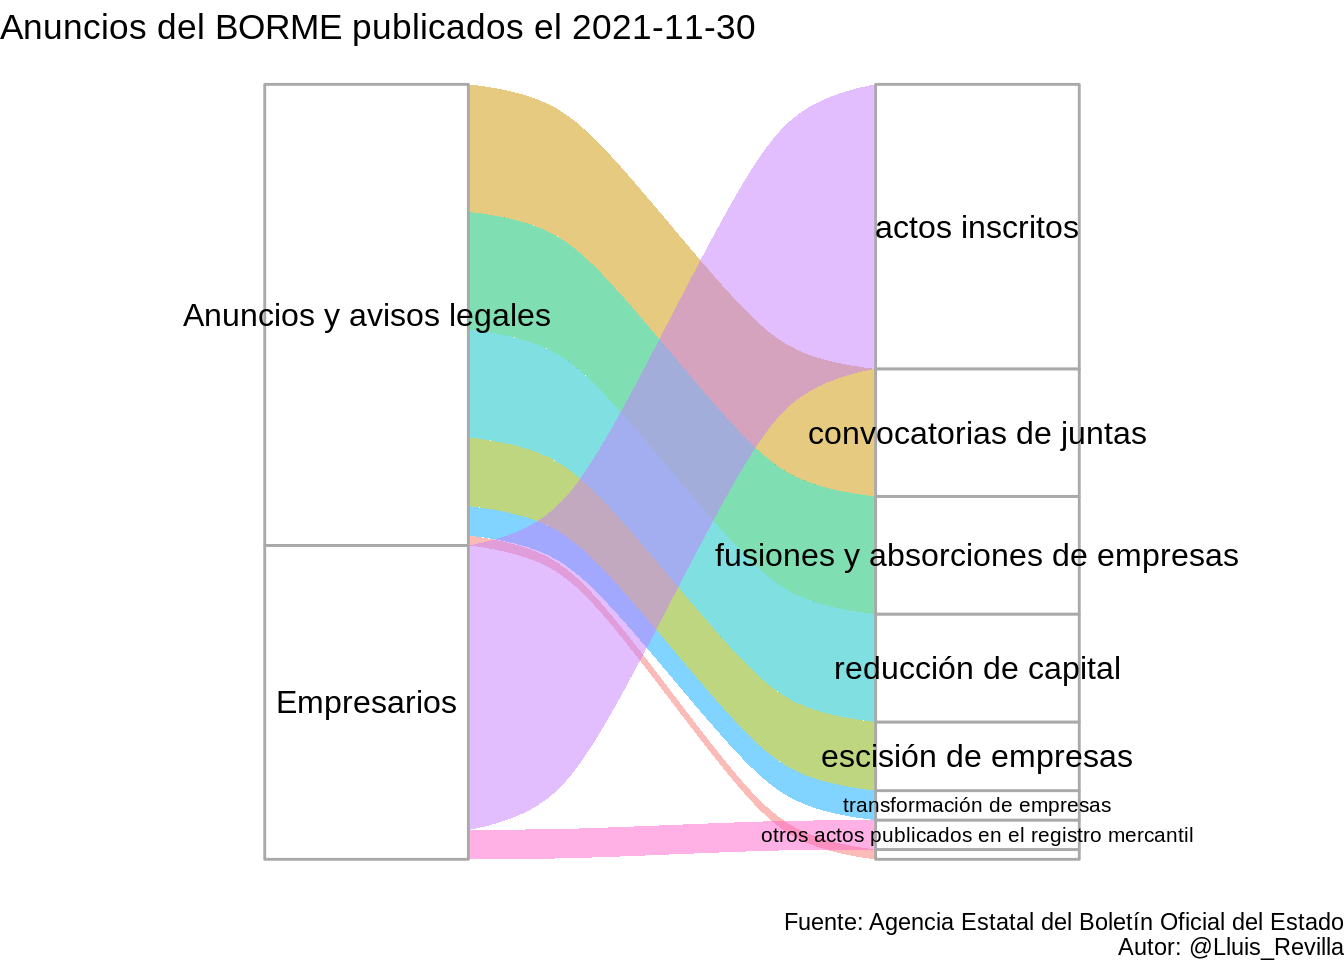 Anuncios del BORME publicados el 2021-11-30
actos inscritos
Anuncios y avisos legales
convocatorias de juntas
fusiones y absorciones de empresas
reducción de capital
Empresarios
escisión de empresas
transformación de empresas
otros actos publicados en el registro mercantil
Fuente: Agencia Estatal del Boletín Oficial del Estado
Autor: @Lluis_Revilla